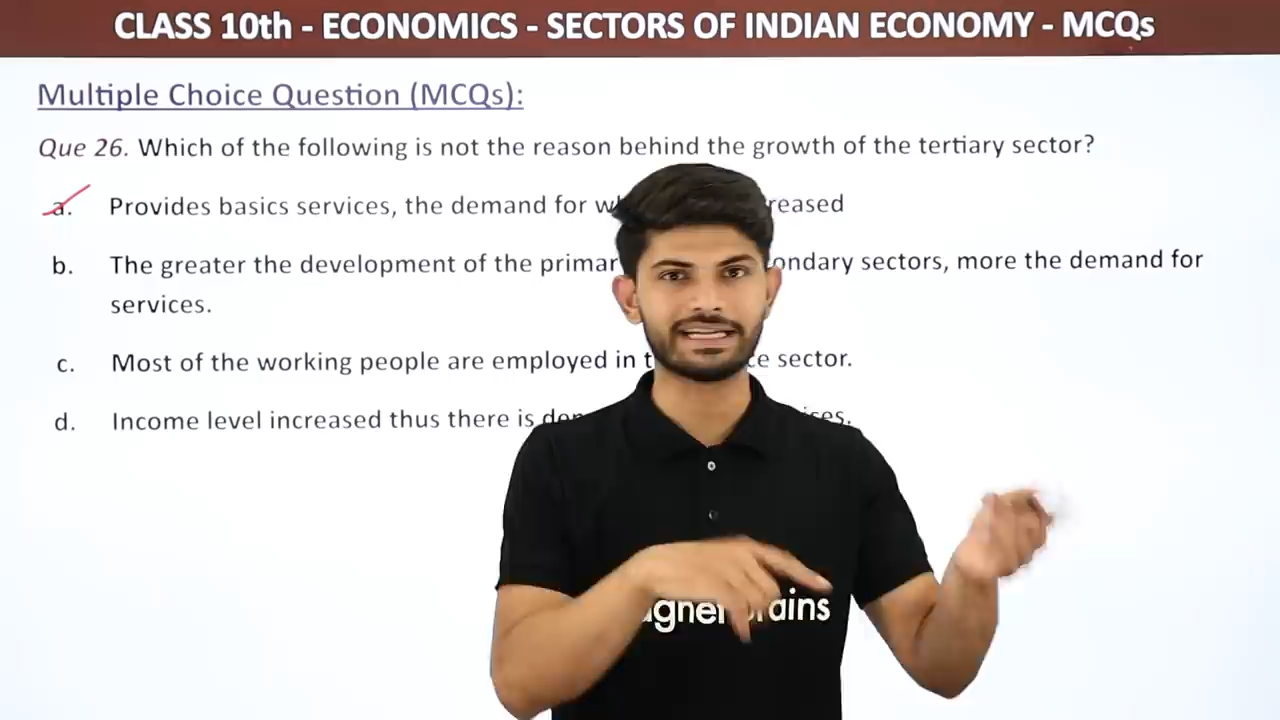 CLASS 10th - ECONOMICS - SECTORS OF INDIAN ECONOMY - MCQs
Multiple Choice Question (MCQs):
Que 26. Which of the following is not the reason behind the growth of the tertiary sector?
a. Provides basics services, the demand for
b. The greater the development of the sectors, more the demand for
services.
c. Most of the working people are employed in sector.
d. Income level increased thus there is